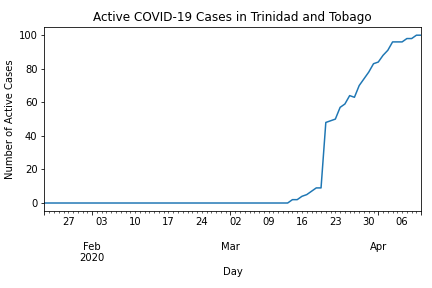 Active COVID-19 Cases in Trinidad and Tobago
100
80
60
40
20
0
Number of Active Cases
27 03 10 17 24 02 09 16 23 30 06
Feb Mar Apr
2020
Day